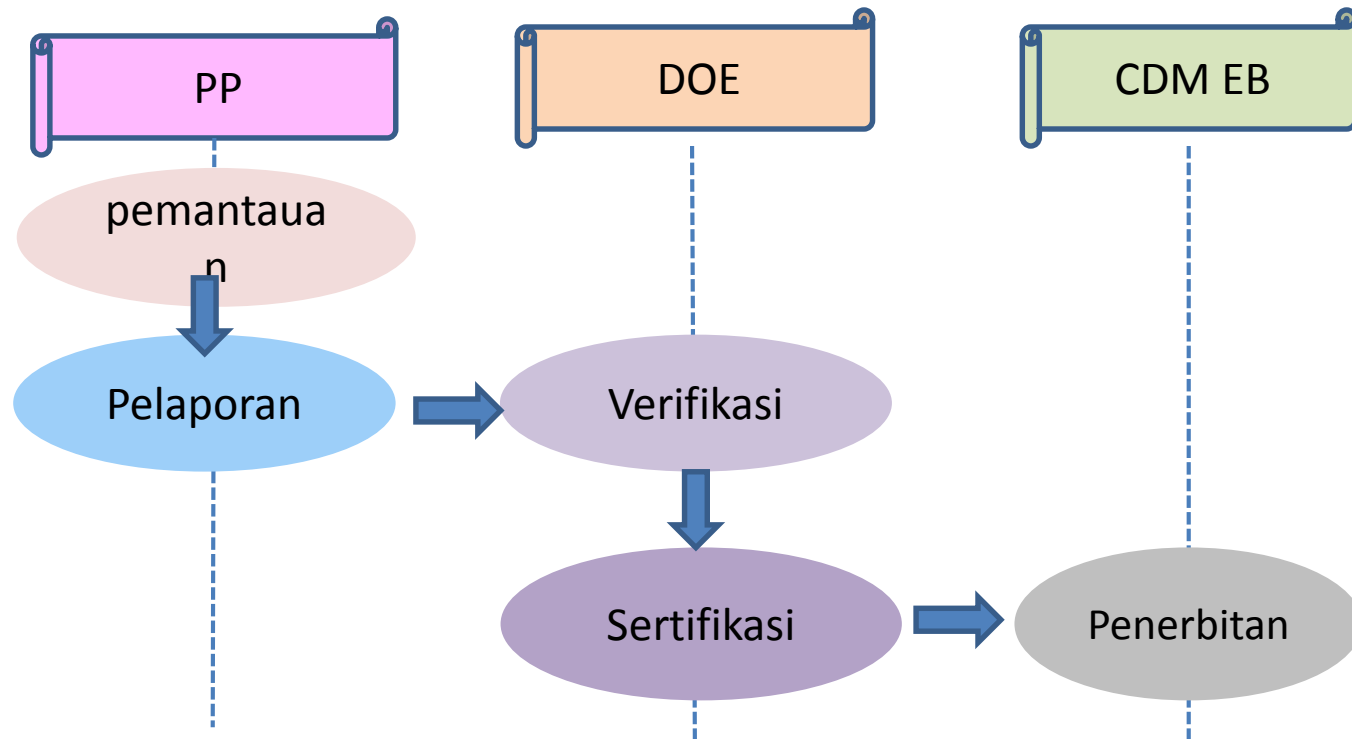 PP
DOE
CDM EB
pemantaua
n
Pelaporan
Verifikasi
Sertifikasi
Penerbitan